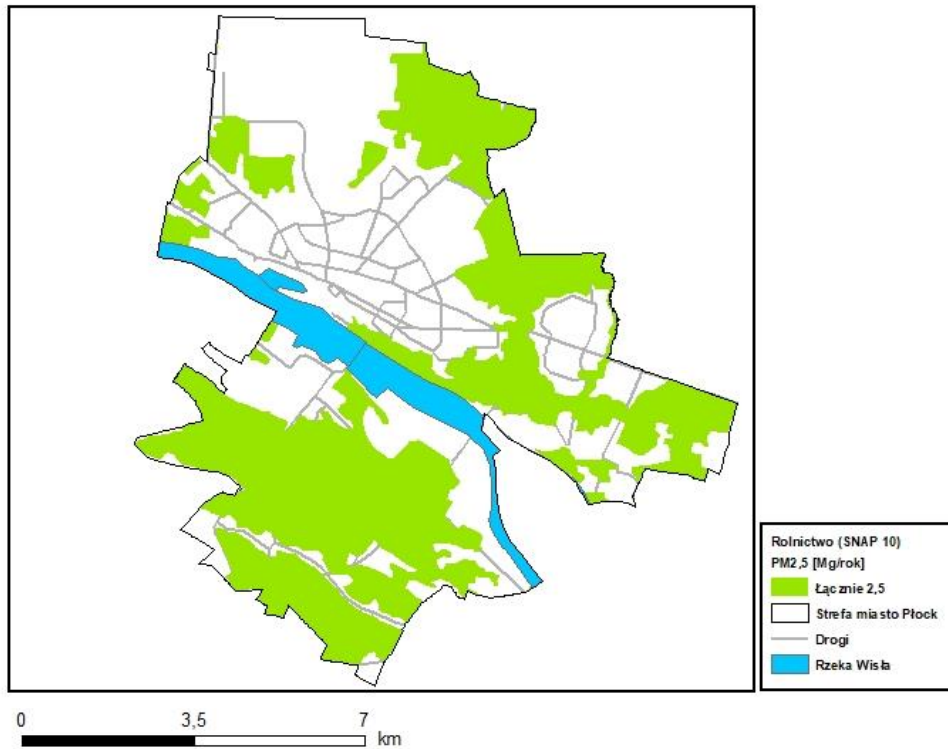 Rolnictwo (SNAP 10)
PM2,5 [Mg/rok]
Łącznie 2,5
Strefa miasto Płock
Drogi
Rzeka Wisła
0 3,5 7
km